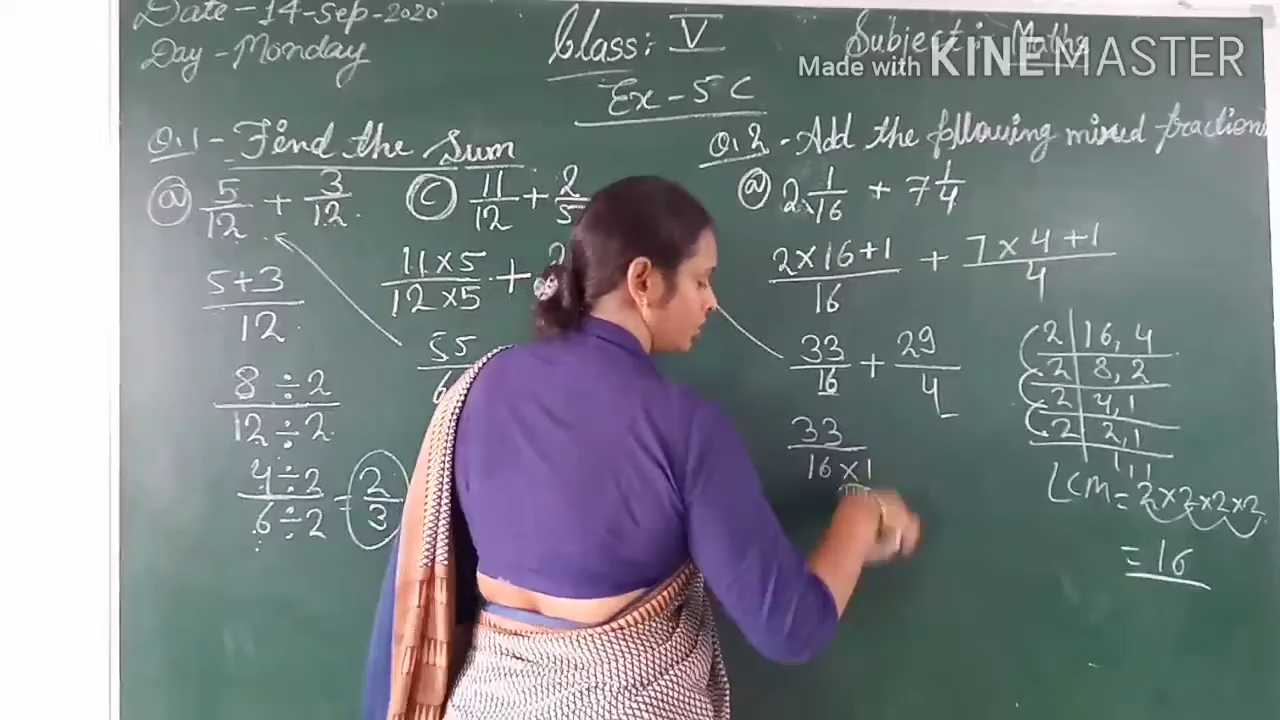 Date - 14-Sep-2020
Day - Monday
Class: V
Subject: Maths
Made with KINEMASTER
Ex - 5 C
Q.1 - Find the Sum
(a) 5/12 + 3/12
5+3/12
8÷2/12÷2
4÷2/6÷2 = 2/3
(c) 11/12 + 2/5
11×5/12×5 +
55
Q.2 - Add the following mixed fractions
(a) 2 1/16 + 7 1/4
2×16+1/16 + 7×4+1/4
33/16 + 29/4
33/16×1
2 | 16, 4
2 | 8, 2
2 | 4, 1
2 | 2, 1
1, 1
LCM = 2×2×2×2
= 16